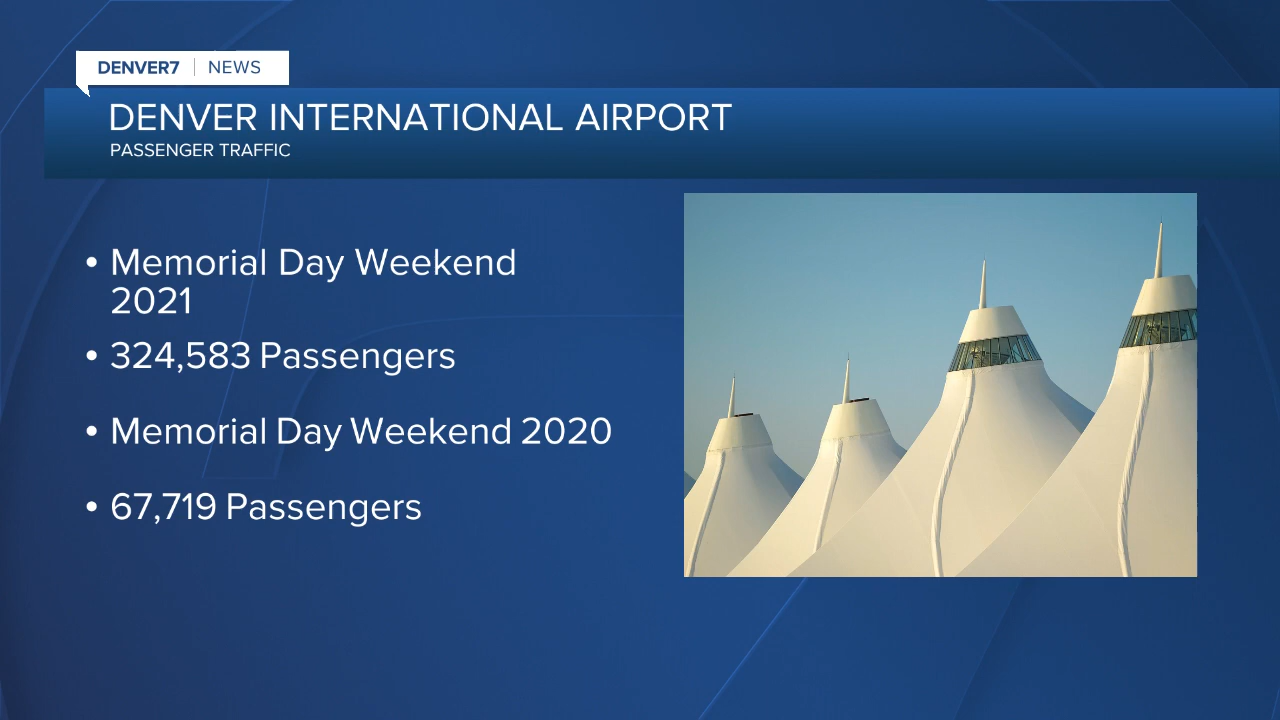 DENVER7 | NEWS
DENVER INTERNATIONAL AIRPORT
PASSENGER TRAFFIC
• Memorial Day Weekend
2021
• 324,583 Passengers
• Memorial Day Weekend 2020
• 67,719 Passengers